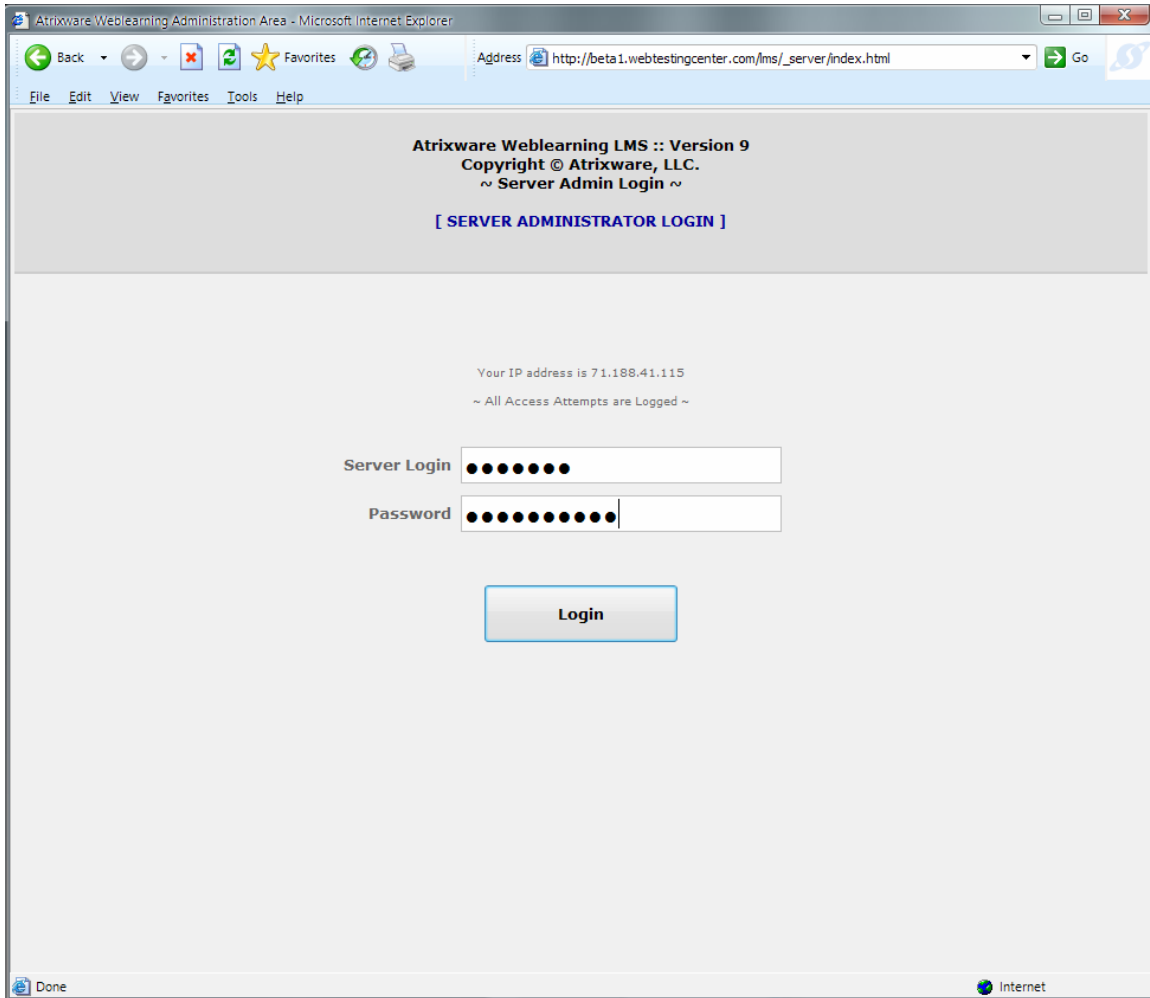 Atrixware Weblearning Administration Area - Microsoft Internet Explorer
Back Favorites Address http://beta1.webtestingcenter.com/lms/_server/index.html Go
File Edit View Favorites Tools Help
Atrixware Weblearning LMS :: Version 9
Copyright © Atrixware, LLC.
~ Server Admin Login ~
[ SERVER ADMINISTRATOR LOGIN ]
Your IP address is 71.188.41.115
~ All Access Attempts are Logged ~
Server Login ●●●●●●●
Password ●●●●●●●●●●
Login
Done Internet